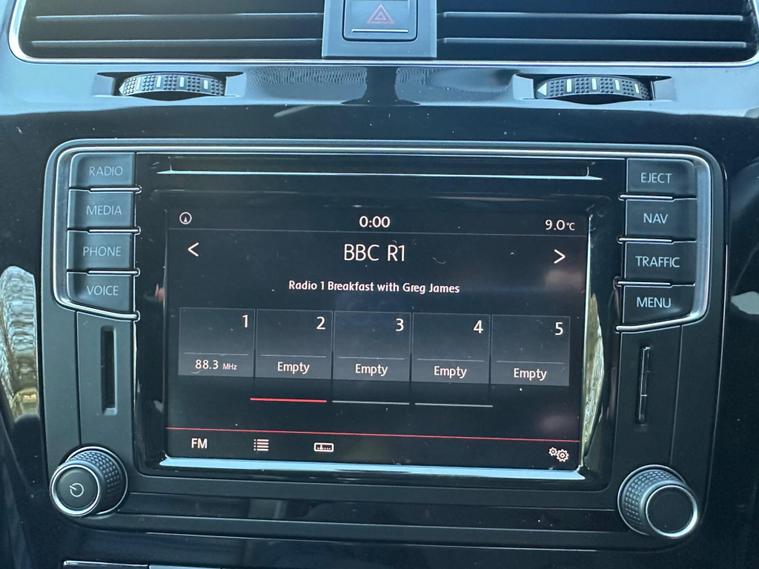 RADIO
MEDIA
PHONE
VOICE
EJECT
NAV
TRAFFIC
MENU
0:00
9.0°C
< BBC R1 >
Radio 1 Breakfast with Greg James
1 2 3 4 5
88.3 MHz Empty Empty Empty Empty
FM